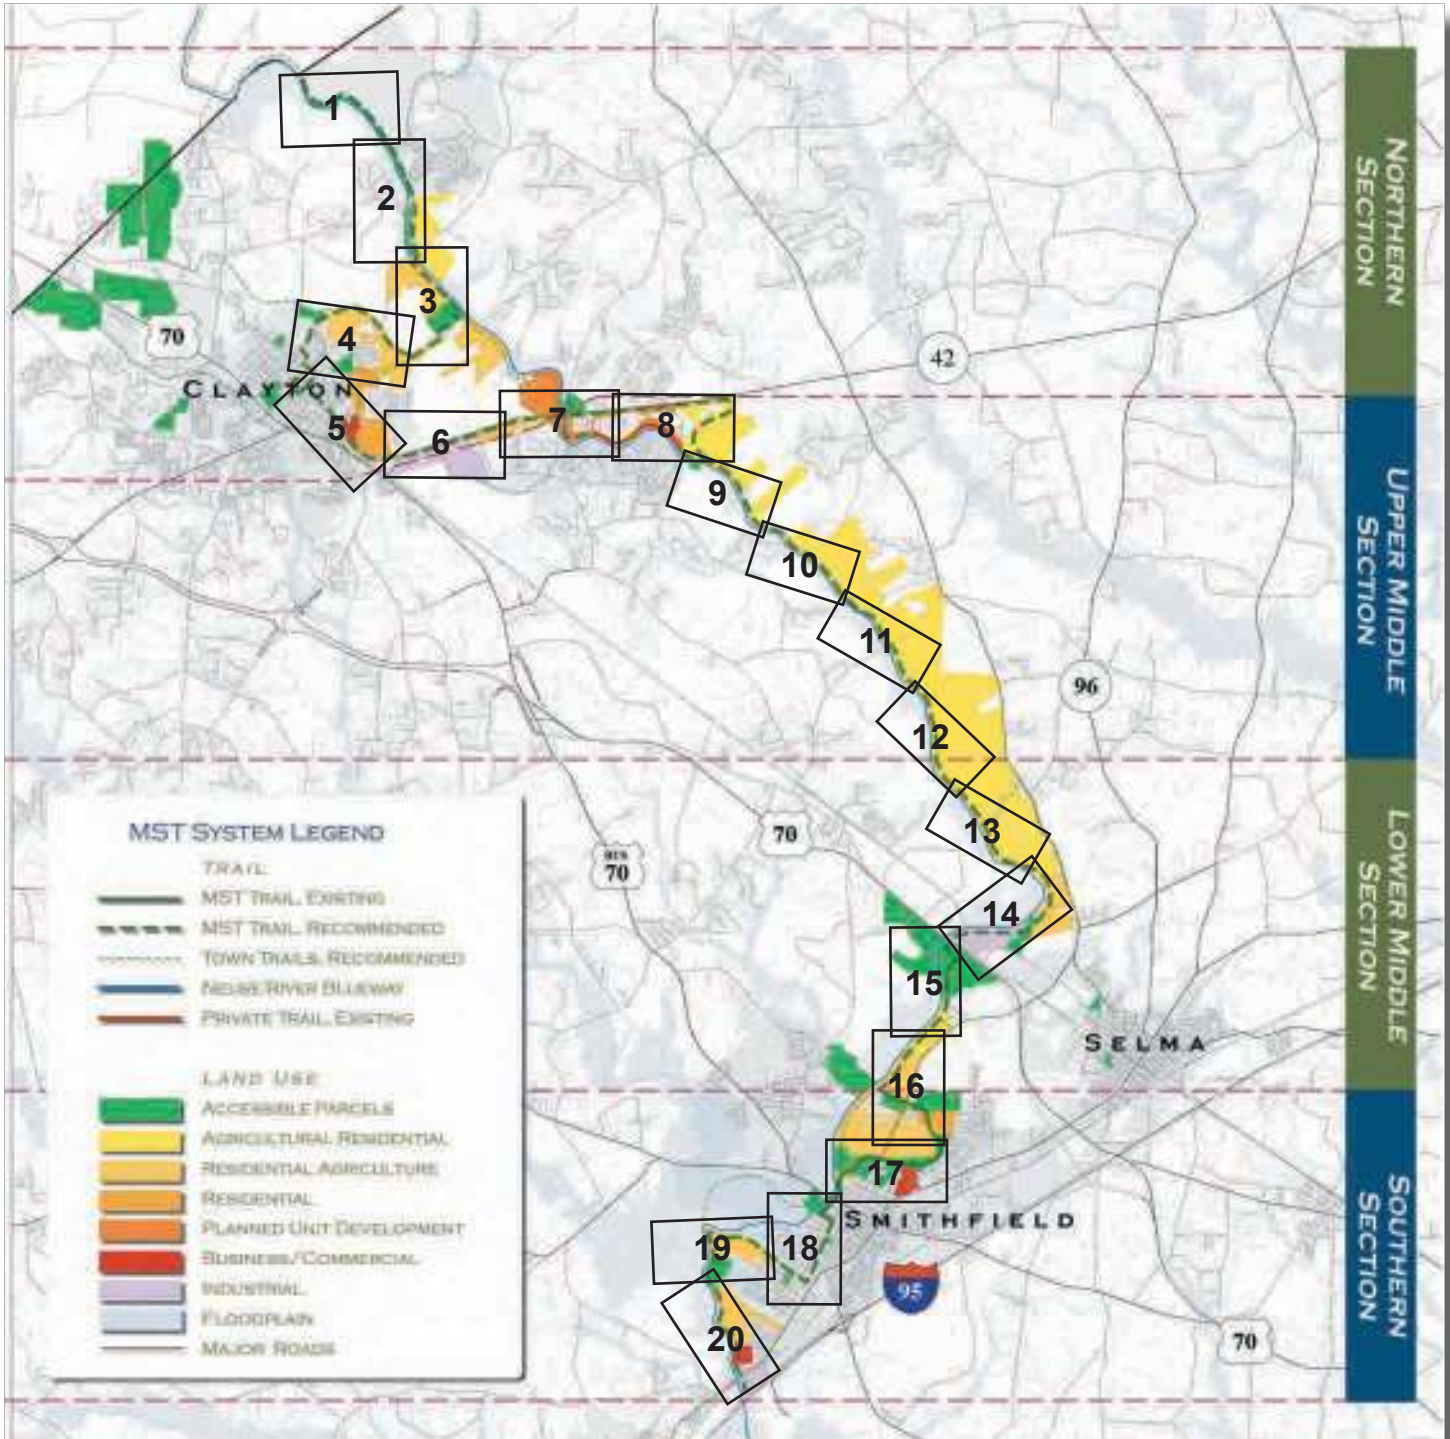 1
2
3
4
70
CLAYTON
5
6
7
8
42
9
10
11
12
96
13
14
15
16
17
18
19
20
70
BUS
70
SELMA
SMITHFIELD
95
70
NORTHERN
SECTION
UPPER MIDDLE
SECTION
LOWER MIDDLE
SECTION
SOUTHERN
SECTION
MST SYSTEM LEGEND
TRAIL
MST TRAIL, EXISTING
MST TRAIL, RECOMMENDED
TOWN TRAILS, RECOMMENDED
NEUSE RIVER BLUEWAY
PRIVATE TRAIL, EXISTING
LAND USE
ACCESSIBLE PARCELS
AGRICULTURAL RESIDENTIAL
RESIDENTIAL AGRICULTURE
RESIDENTIAL
PLANNED UNIT DEVELOPMENT
BUSINESS/COMMERCIAL
INDUSTRIAL
FLOODPLAIN
MAJOR ROADS